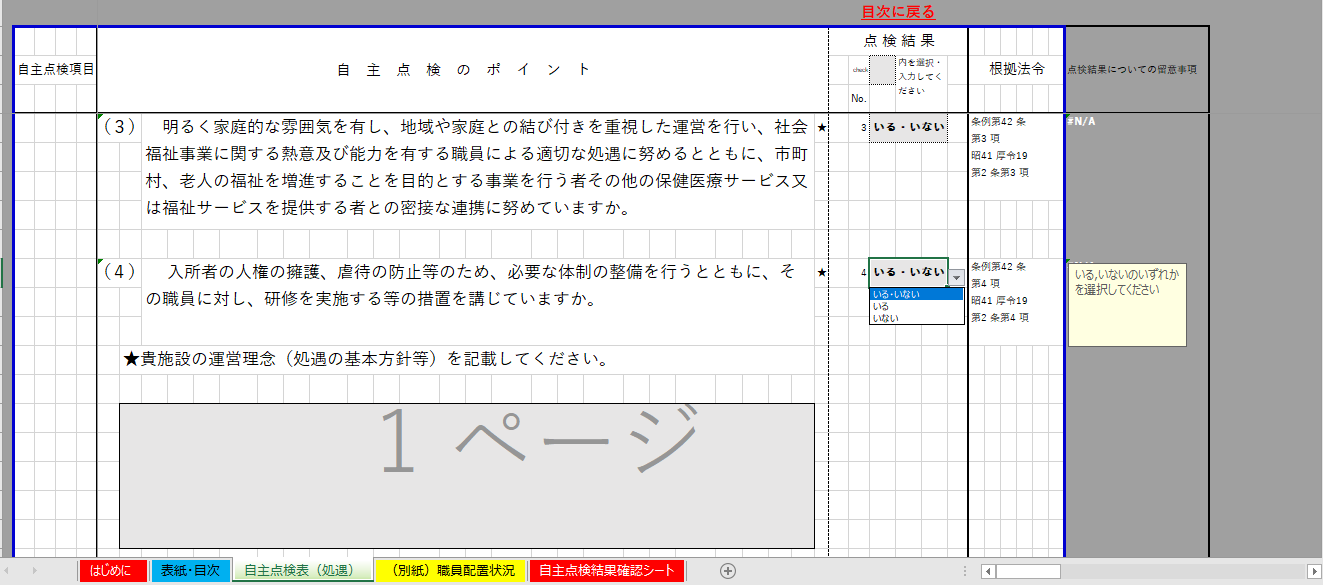 目次に戻る
自主点検項目
自主点検のポイント
点検結果
check
内を選択・
入力してく
ださい
No.
根拠法令
点検結果についての留意事項
（３）　明るく家庭的な雰囲気を有し、地域や家庭との結び付きを重視した運営を行い、社会
福祉事業に関する熱意及び能力を有する職員による適切な処遇に努めるとともに、市町
村、老人の福祉を増進することを目的とする事業を行う者その他の保健医療サービス又
は福祉サービスを提供する者との密接な連携に努めていますか。
★
3
いる・いない
条例第42 条
第3 項
昭41 厚令19
第2 条第3 項
#N/A
（４）　入所者の人権の擁護、虐待の防止等のため、必要な体制の整備を行うとともに、そ
の職員に対し、研修を実施する等の措置を講じていますか。
★
4
いる・いない
いる・いない
いる
いない
条例第42 条
第4 項
昭41 厚令19
第2 条第4 項
いる,いないのいずれか
を選択してください
★貴施設の運営理念（処遇の基本方針等）を記載してください。
1 ページ
はじめに
表紙・目次
自主点検表（処遇）
（別紙）職員配置状況
自主点検結果確認シート